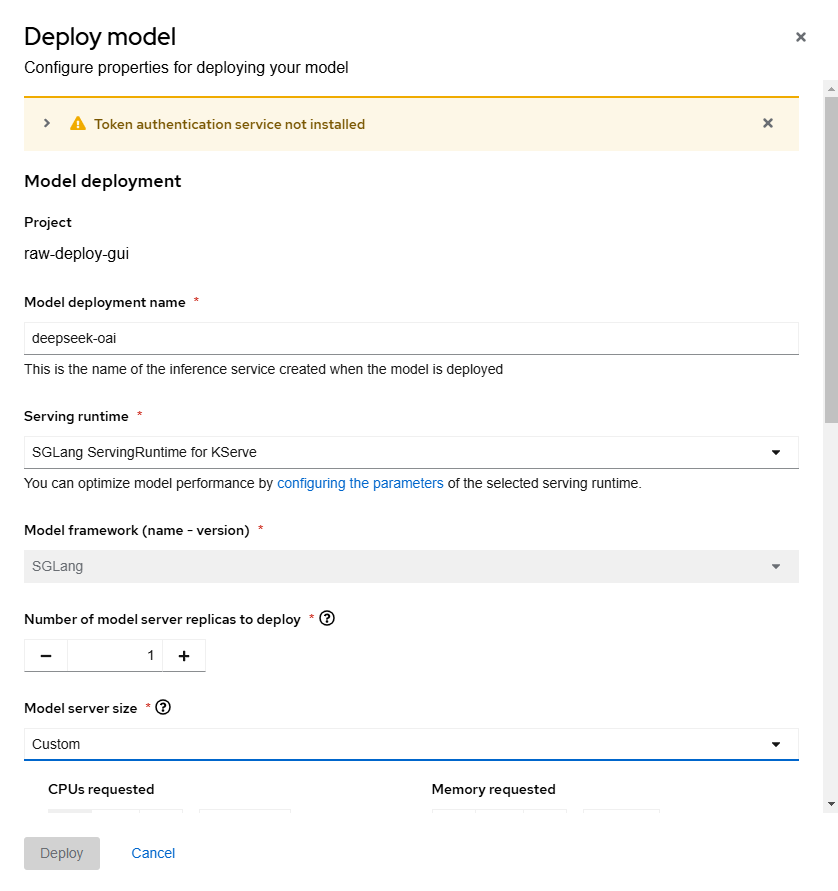 Deploy model
Configure properties for deploying your model
Token authentication service not installed
Model deployment
Project
raw-deploy-gui
Model deployment name *
deepseek-oai
This is the name of the inference service created when the model is deployed
Serving runtime *
SGLang ServingRuntime for KServe
You can optimize model performance by configuring the parameters of the selected serving runtime.
Model framework (name - version) *
SGLang
Number of model server replicas to deploy *
1
Model server size *
Custom
CPUs requested Memory requested
Deploy Cancel